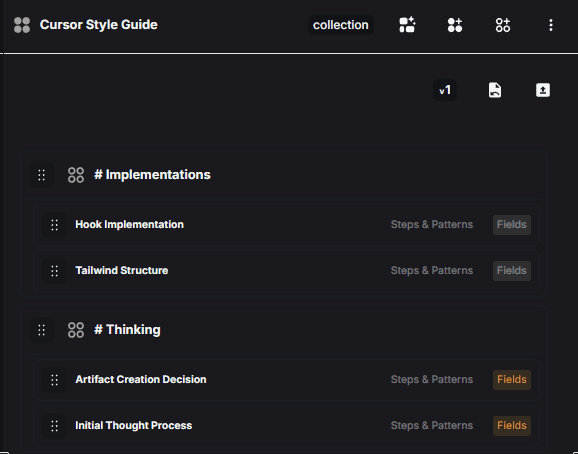 Cursor Style Guide collection
v1
# Implementations
Hook Implementation Steps & Patterns Fields
Tailwind Structure Steps & Patterns Fields
# Thinking
Artifact Creation Decision Steps & Patterns Fields
Initial Thought Process Steps & Patterns Fields